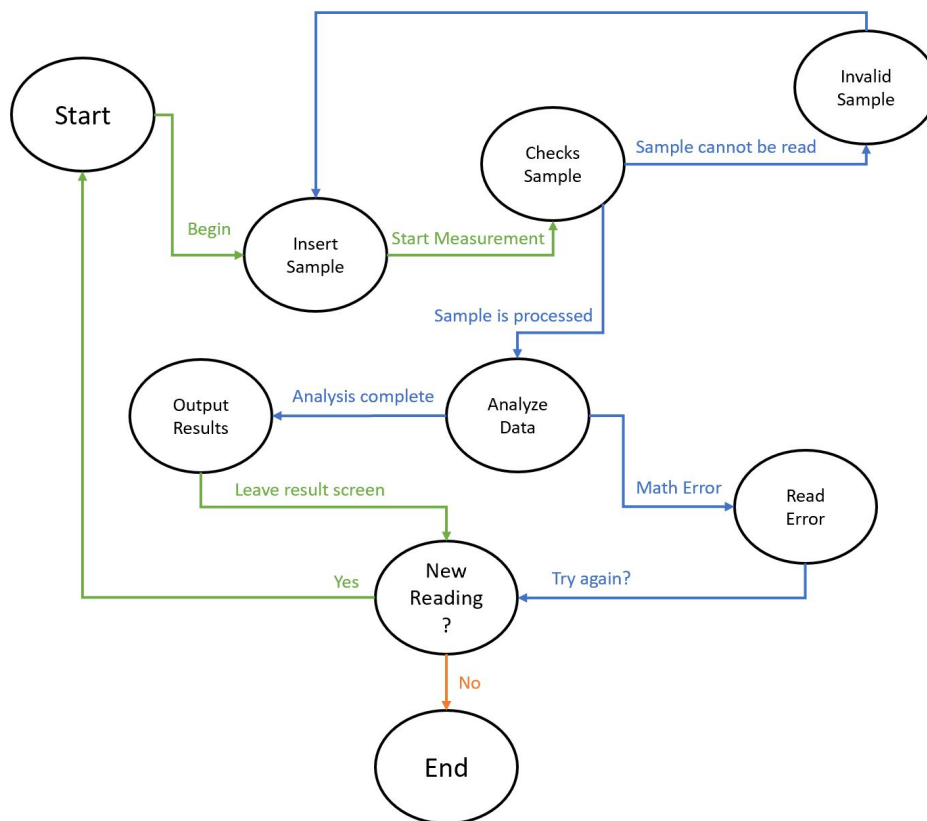 Start
Invalid
Sample
Checks
Sample
Sample cannot be read
Begin
Insert
Sample
Start Measurement
Sample is processed
Output
Results
Analysis complete
Analyze
Data
Leave result screen
Math Error
Read
Error
Yes
New
Reading
?
Try again?
No
End